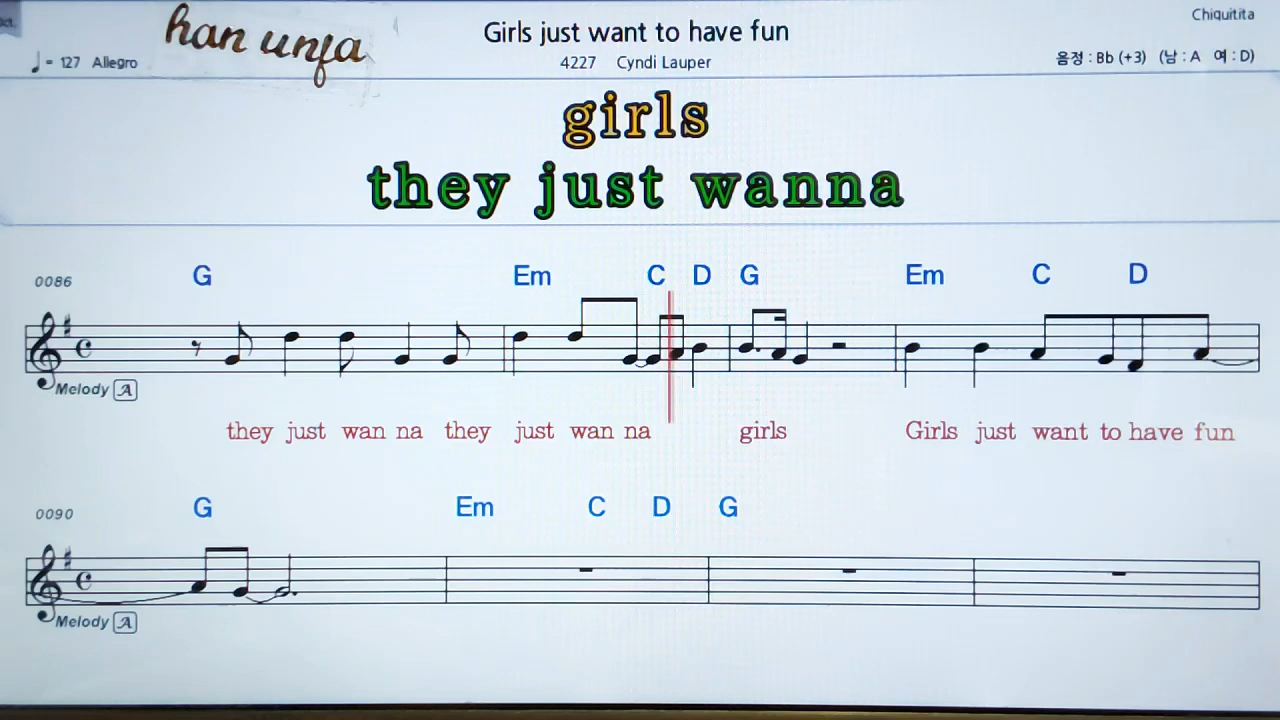 han unfa
Girls just want to have fun
Chiquitita
♩= 127 Allegro
4227 Cyndi Lauper
음정 : Bb (+3) (남 : A 여 : D)
girls
they just wanna
0086
G Em C D G Em C D
Melody A
they just wan na they just wan na girls Girls just want to have fun
0090
G Em C D G
Melody A